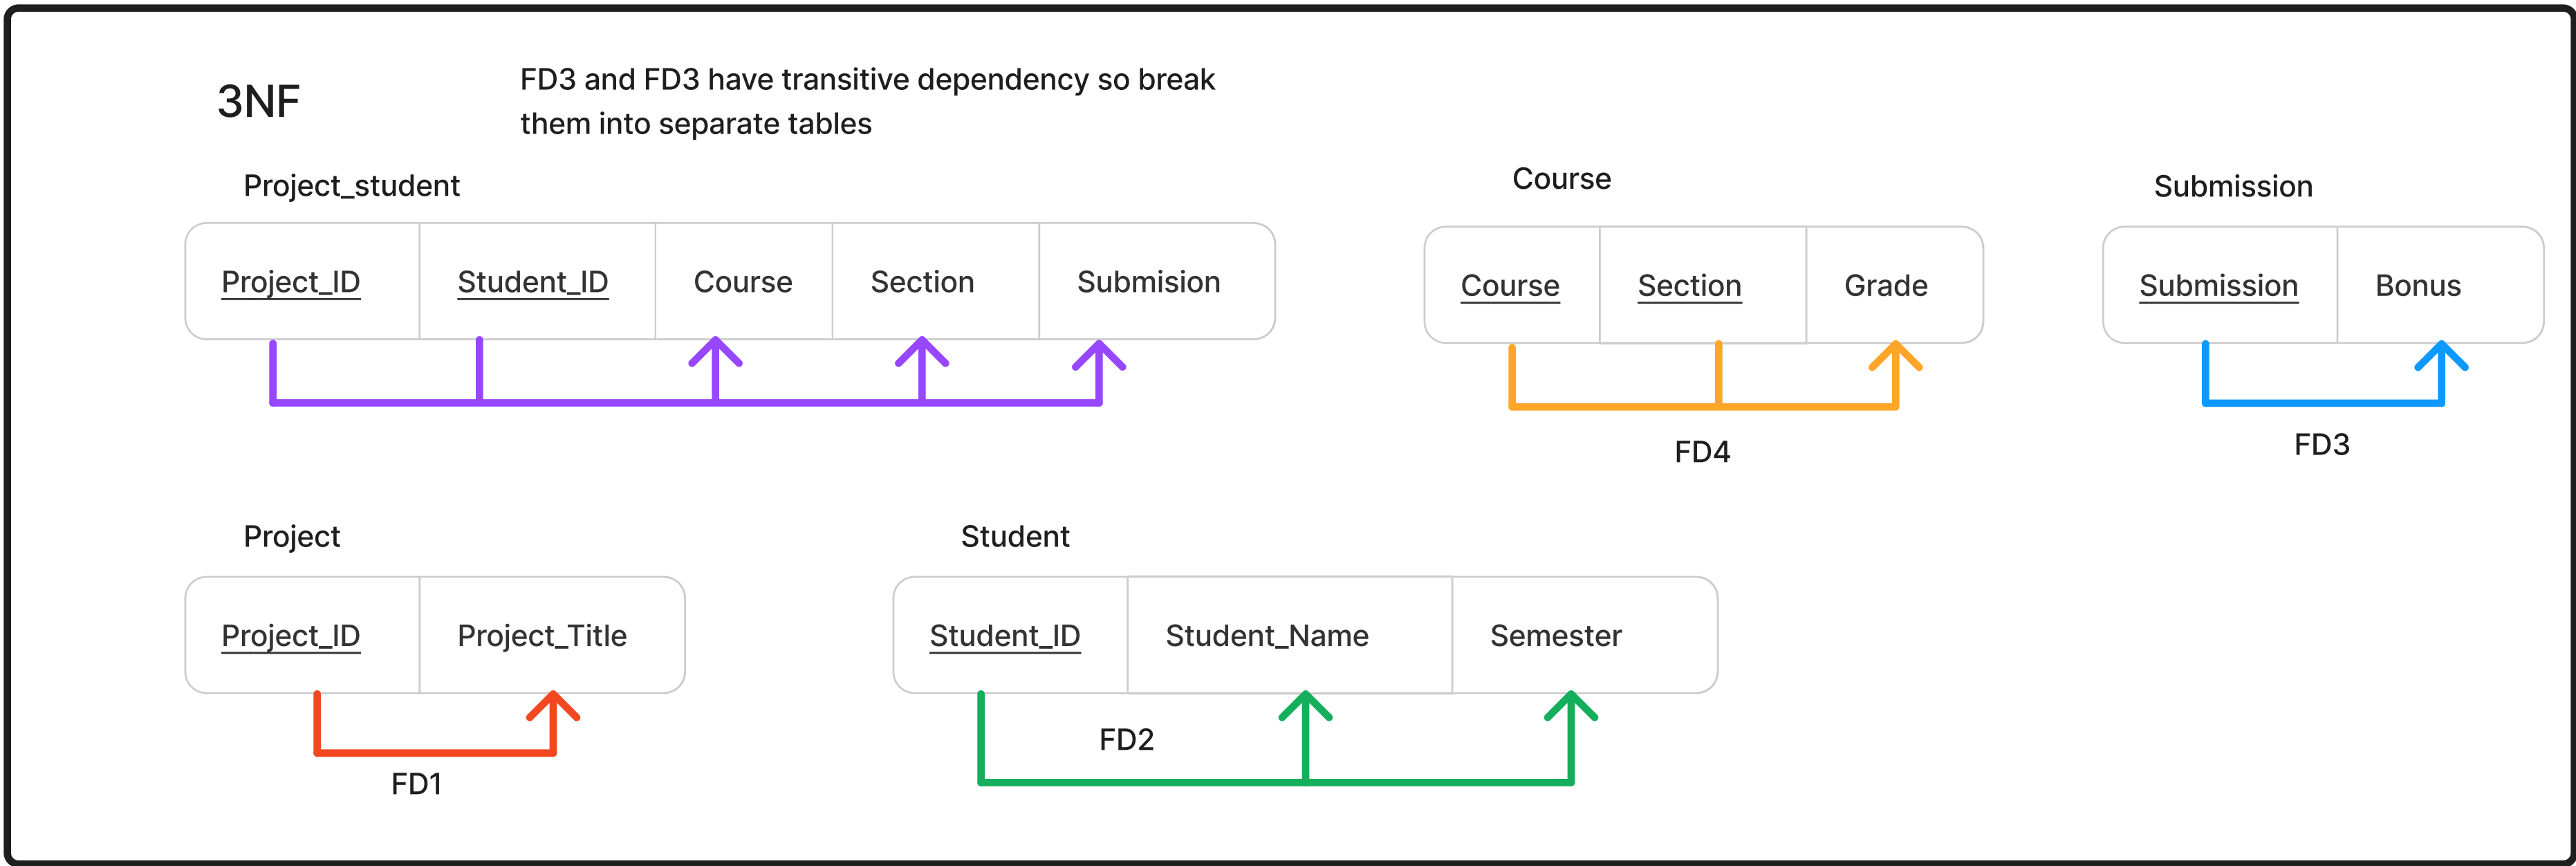 3NF
FD3 and FD3 have transitive dependency so break
them into separate tables
Project_student
Project_ID Student_ID Course Section Submision
Course
Course Section Grade
FD4
Submission
Submission Bonus
FD3
Project
Project_ID Project_Title
FD1
Student
Student_ID Student_Name Semester
FD2